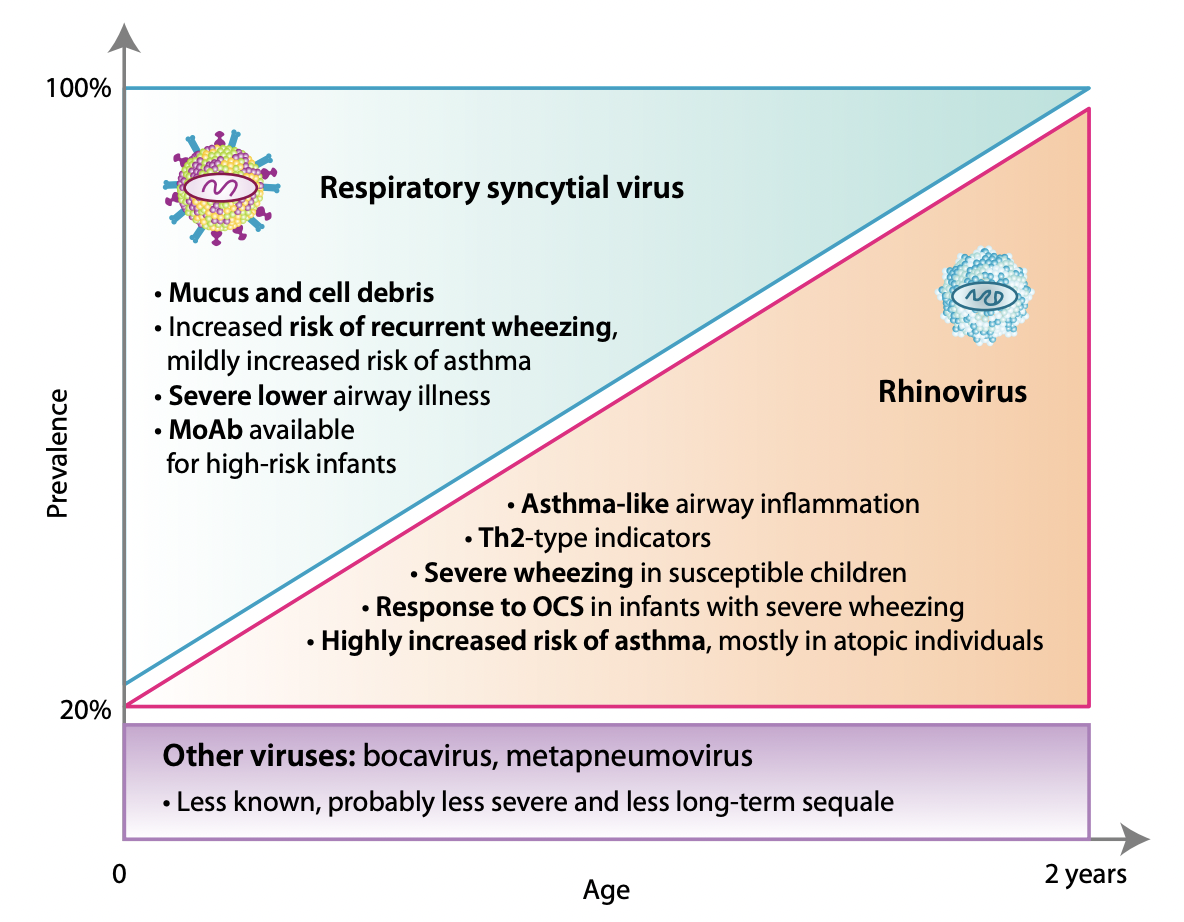 100%
Respiratory syncytial virus
• Mucus and cell debris
• Increased risk of recurrent wheezing,
mildly increased risk of asthma
• Severe lower airway illness
• MoAb available
for high-risk infants
Rhinovirus
• Asthma-like airway inflammation
• Th2-type indicators
• Severe wheezing in susceptible children
• Response to OCS in infants with severe wheezing
• Highly increased risk of asthma, mostly in atopic individuals
Prevalence
20%
Other viruses: bocavirus, metapneumovirus
• Less known, probably less severe and less long-term sequale
0
2 years
Age